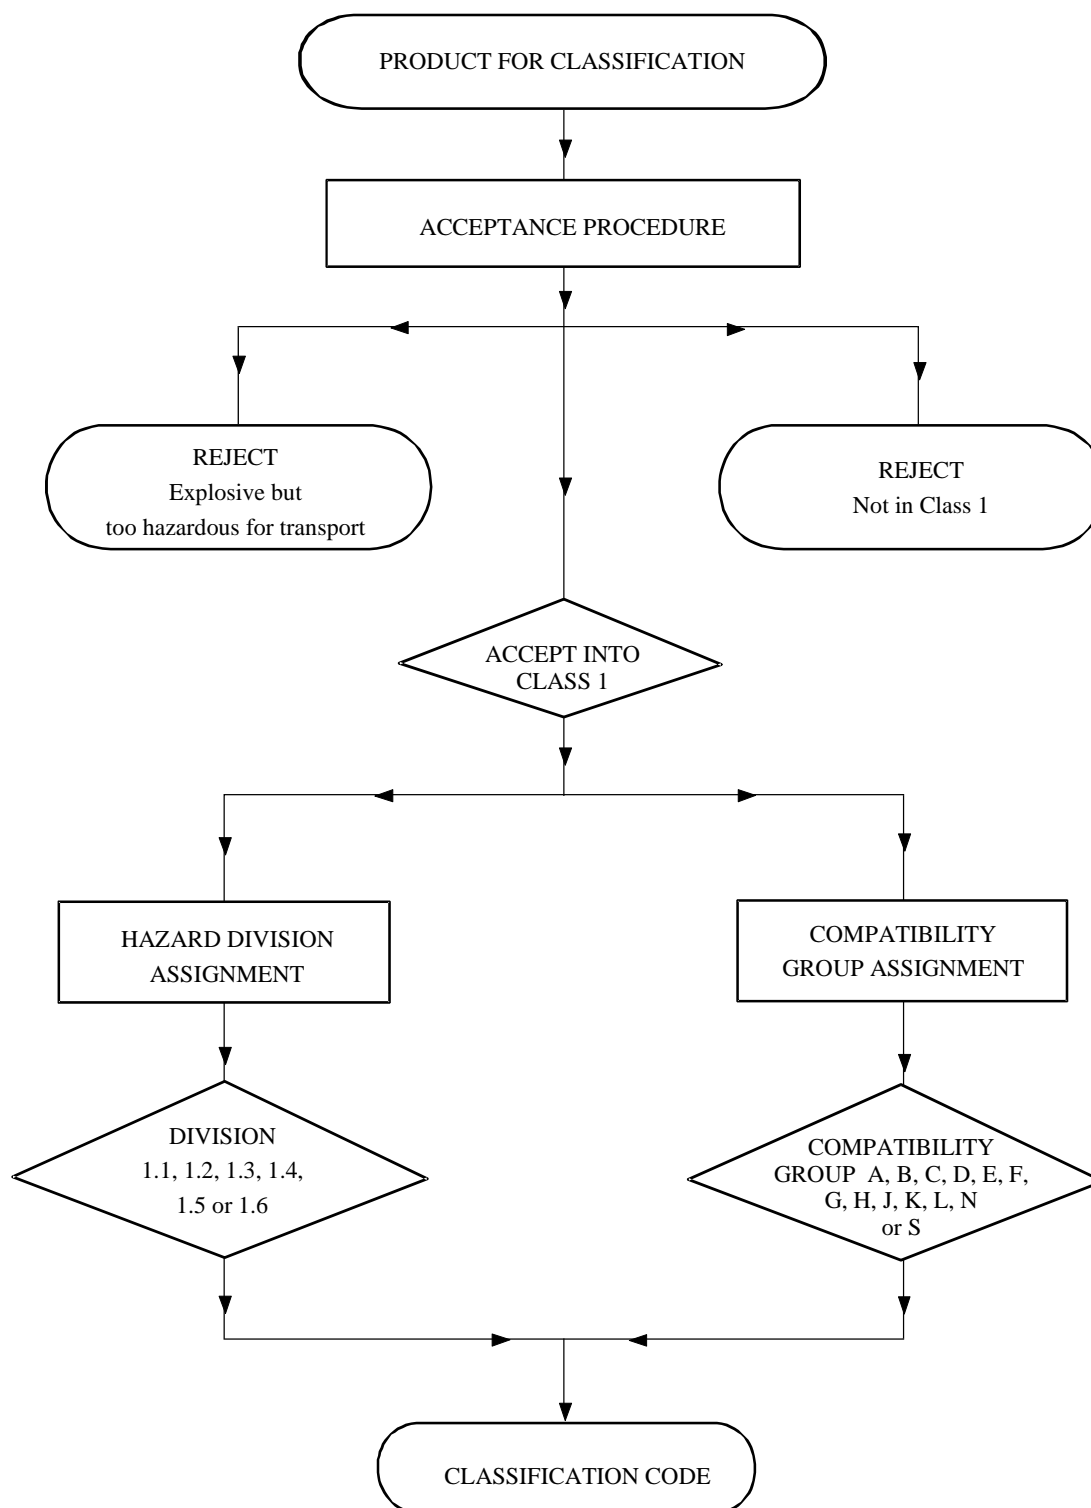 PRODUCT FOR CLASSIFICATION
ACCEPTANCE PROCEDURE
REJECT
Explosive but
too hazardous for transport
REJECT
Not in Class 1
ACCEPT INTO
CLASS 1
HAZARD DIVISION
ASSIGNMENT
COMPATIBILITY
GROUP ASSIGNMENT
DIVISION
1.1, 1.2, 1.3, 1.4,
1.5 or 1.6
COMPATIBILITY
GROUP A, B, C, D, E, F,
G, H, J, K, L, N
or S
CLASSIFICATION CODE